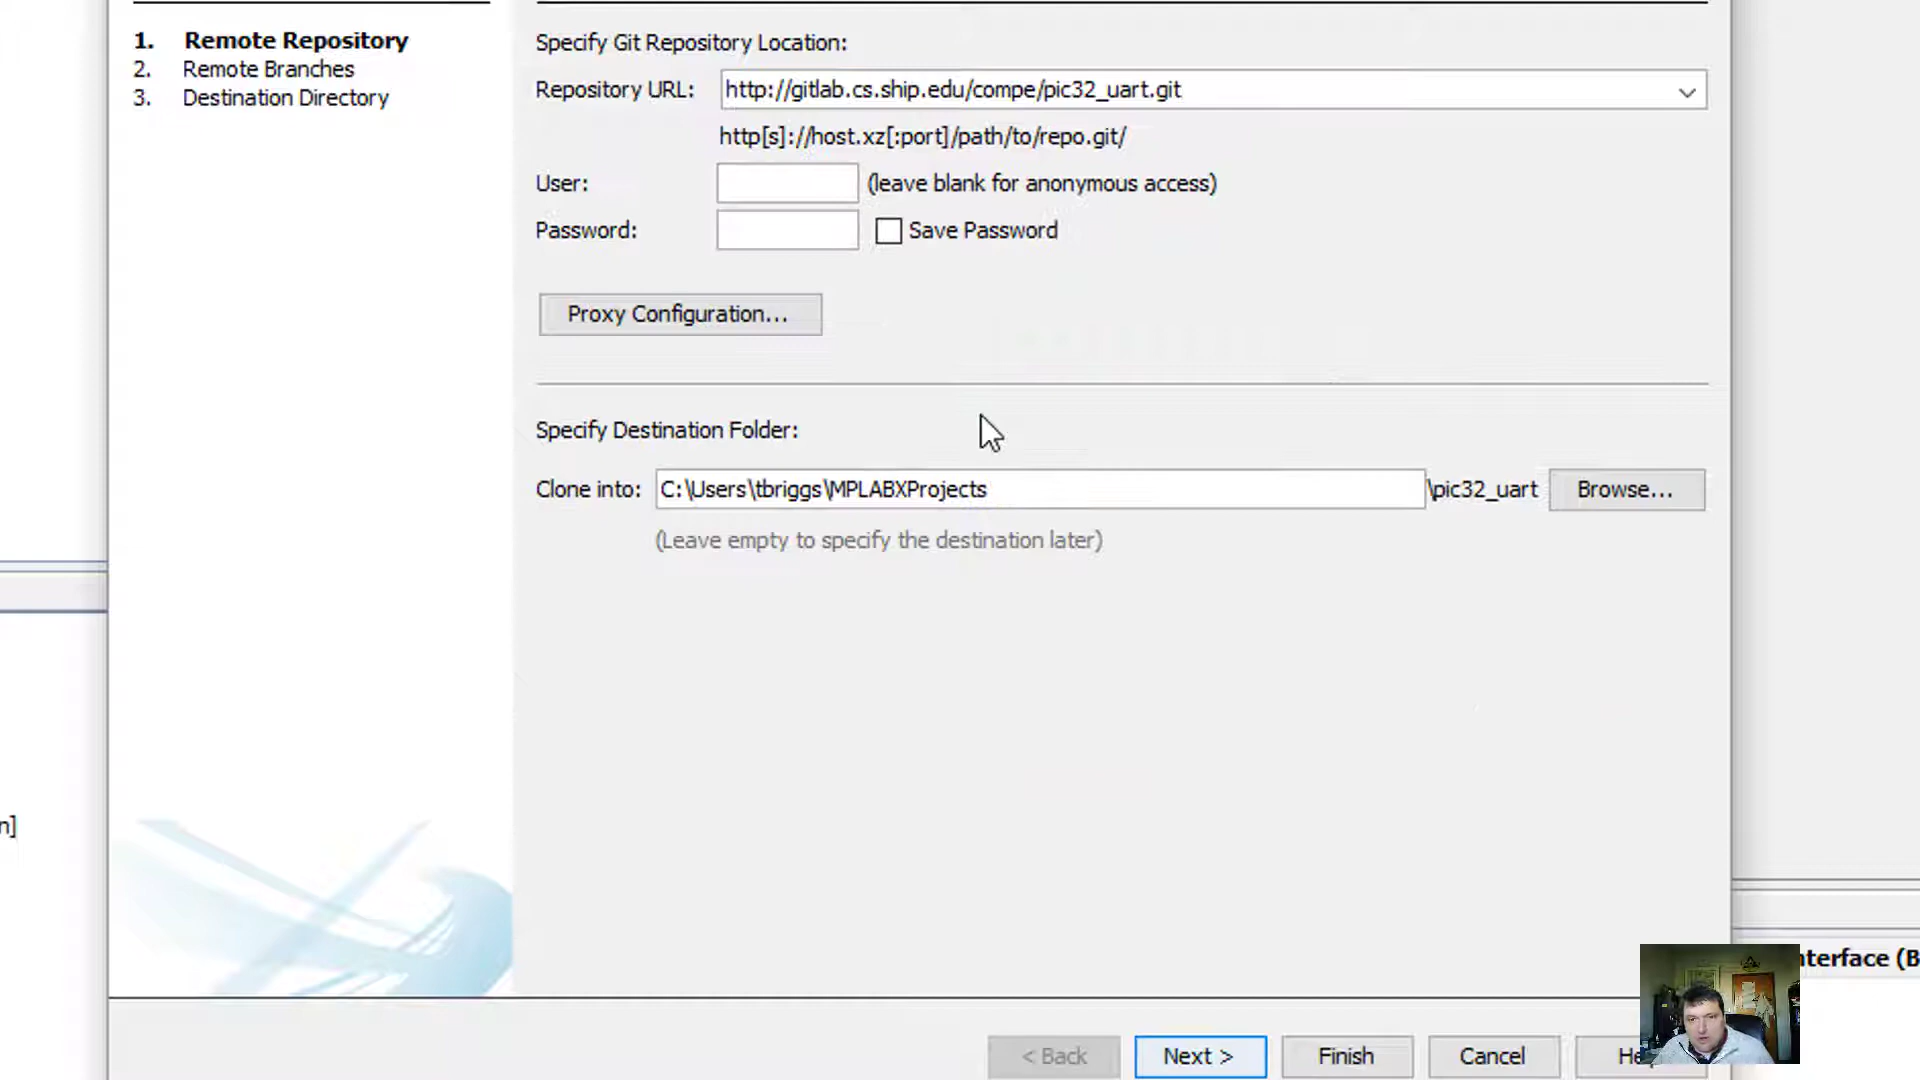 1. Remote Repository
2. Remote Branches
3. Destination Directory
Specify Git Repository Location:
Repository URL: http://gitlab.cs.ship.edu/compe/pic32_uart.git
http[s]://host.xz[:port]/path/to/repo.git/
User: (leave blank for anonymous access)
Password: Save Password
Proxy Configuration...
Specify Destination Folder:
Clone into: C:\Users\tbriggs\MPLABXProjects \pic32_uart Browse...
(Leave empty to specify the destination later)
n]
nterface (B
< Back Next > Finish Cancel